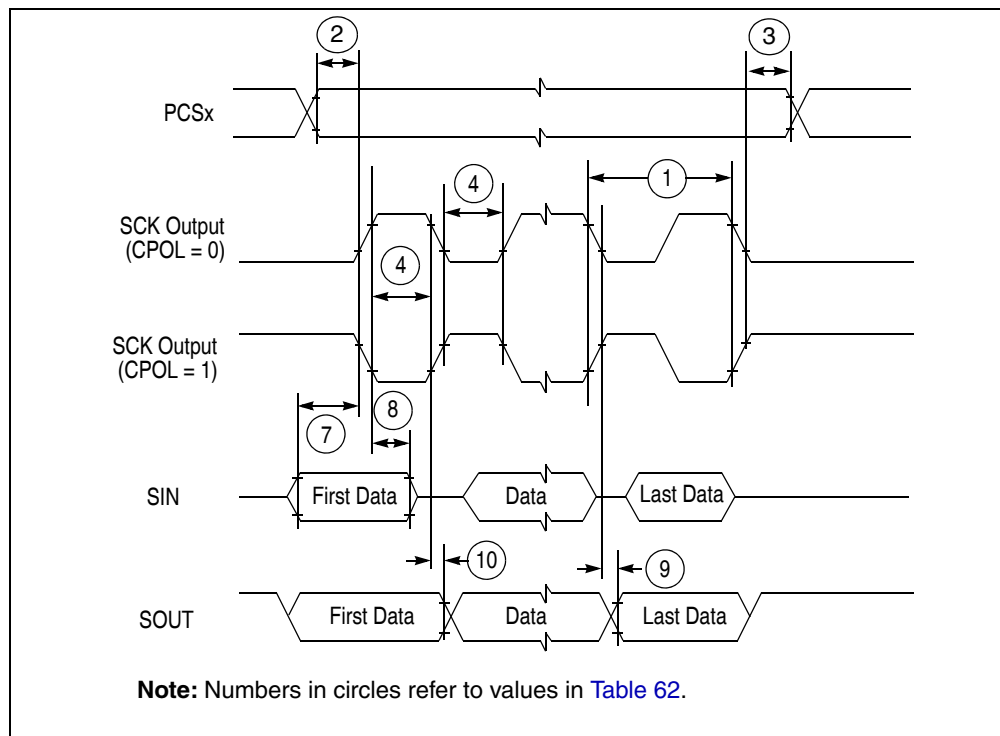 2
3
PCSx
4
1
SCK Output
(CPOL = 0)
4
SCK Output
(CPOL = 1)
7
8
SIN
First Data
Data
Last Data
10
9
SOUT
First Data
Data
Last Data
Note: Numbers in circles refer to values in Table 62.